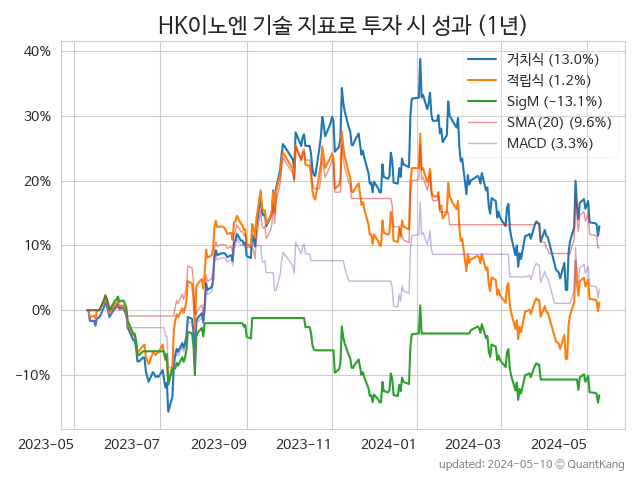 HK이노엔 기술 지표로 투자 시 성과 (1년)
거치식 (13.0%)
적립식 (1.2%)
SigM (−13.1%)
SMA(20) (9.6%)
MACD (3.3%)
40%
30%
20%
10%
0%
−10%
2023-05 2023-07 2023-09 2023-11 2024-01 2024-03 2024-05
updated: 2024-05-10 © QuantKang